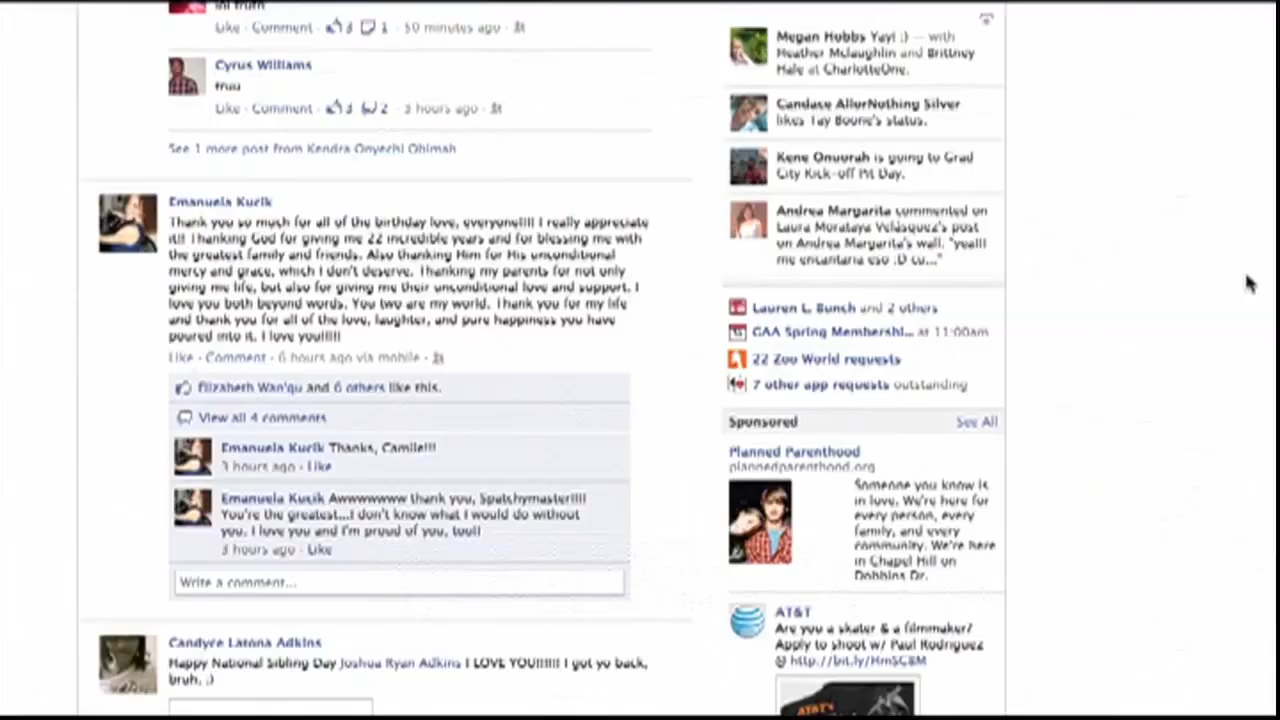 Like · Comment · 3 1 · 50 minutes ago ·
Cyrus Williams
truu
Like · Comment · 3 2 · 3 hours ago ·
See 1 more post from Kendra Onyechi Obimah
Emanuela Kucik
Thank you so much for all of the birthday love, everyone!!!! I really appreciate
it!! Thanking God for giving me 22 incredible years and for blessing me with
the greatest family and friends. Also thanking Him for His unconditional
mercy and grace, which I don't deserve. Thanking my parents for not only
giving me life, but also for giving me their unconditional love and support. I
love you both beyond words. You two are my world. Thank you for my life
and thank you for all of the love, laughter, and pure happiness you have
poured into it. I love you!!!!!
Like · Comment · 6 hours ago via mobile ·
Elizabeth Wan'gu and 6 others like this.
View all 4 comments
Emanuela Kucik Thanks, Camile!!!
3 hours ago · Like
Emanuela Kucik Awwwwwww thank you, Spatchymaster!!!!
You're the greatest...I don't know what I would do without
you. I love you and I'm proud of you, too!!
3 hours ago · Like
Write a comment...
Candyce Latona Adkins
Happy National Sibling Day Joshua Ryan Adkins I LOVE YOU!!!!!! I got yo back,
bruh. ;)
Megan Hobbs Yay! :) — with
Heather Mclaughlin and Brittney
Hale at CharlotteOne.
Candace AllorNothing Silver
likes Tay Boone's status.
Kene Onuorah is going to Grad
City Kick-off Pit Day.
Andrea Margarita commented on
Laura Morataya Velásquez's post
on Andrea Margarita's wall. "yealll
me encantaria eso :D cu..."
Lauren L. Bunch and 2 others
GAA Spring Membershi... at 11:00am
22 Zoo World requests
7 other app requests outstanding
Sponsored See All
Planned Parenthood
plannedparenthood.org
Someone you know is
in love. We're here for
every person, every
family, and every
community. We're here
in Chapel Hill on
Dobbins Dr.
AT&T
Are you a skater & a filmmaker?
Apply to shoot w/ Paul Rodriguez
@ http://bit.ly/HmSC8M
AT&T's